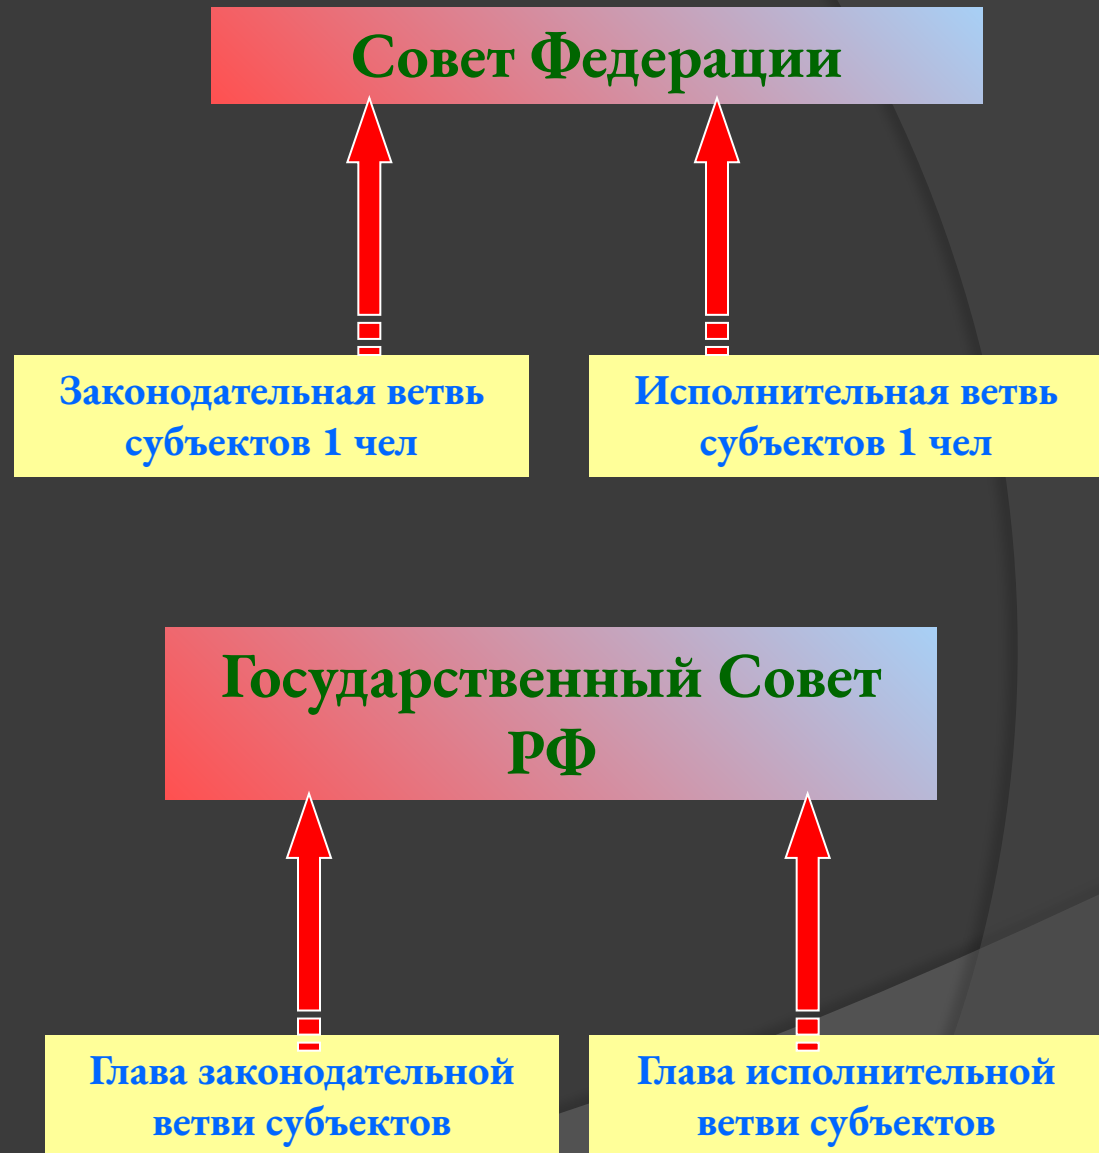 Совет Федерации
Законодательная ветвь
субъектов 1 чел
Исполнительная ветвь
субъектов 1 чел
Государственный Совет
РФ
Глава законодательной
ветви субъектов
Глава исполнительной
ветви субъектов